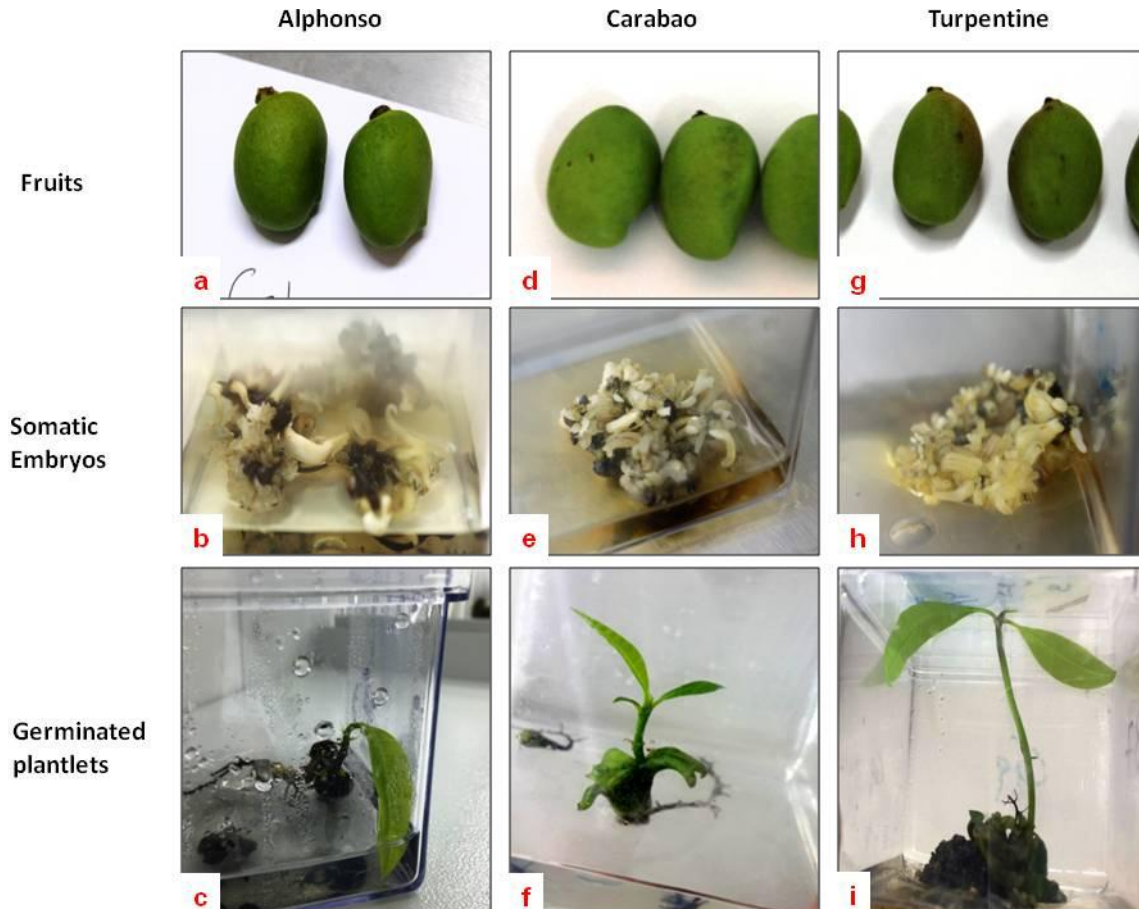 Alphonso Carabao Turpentine
Fruits
a d g
Somatic
Embryos
b e h
Germinated
plantlets
c f i